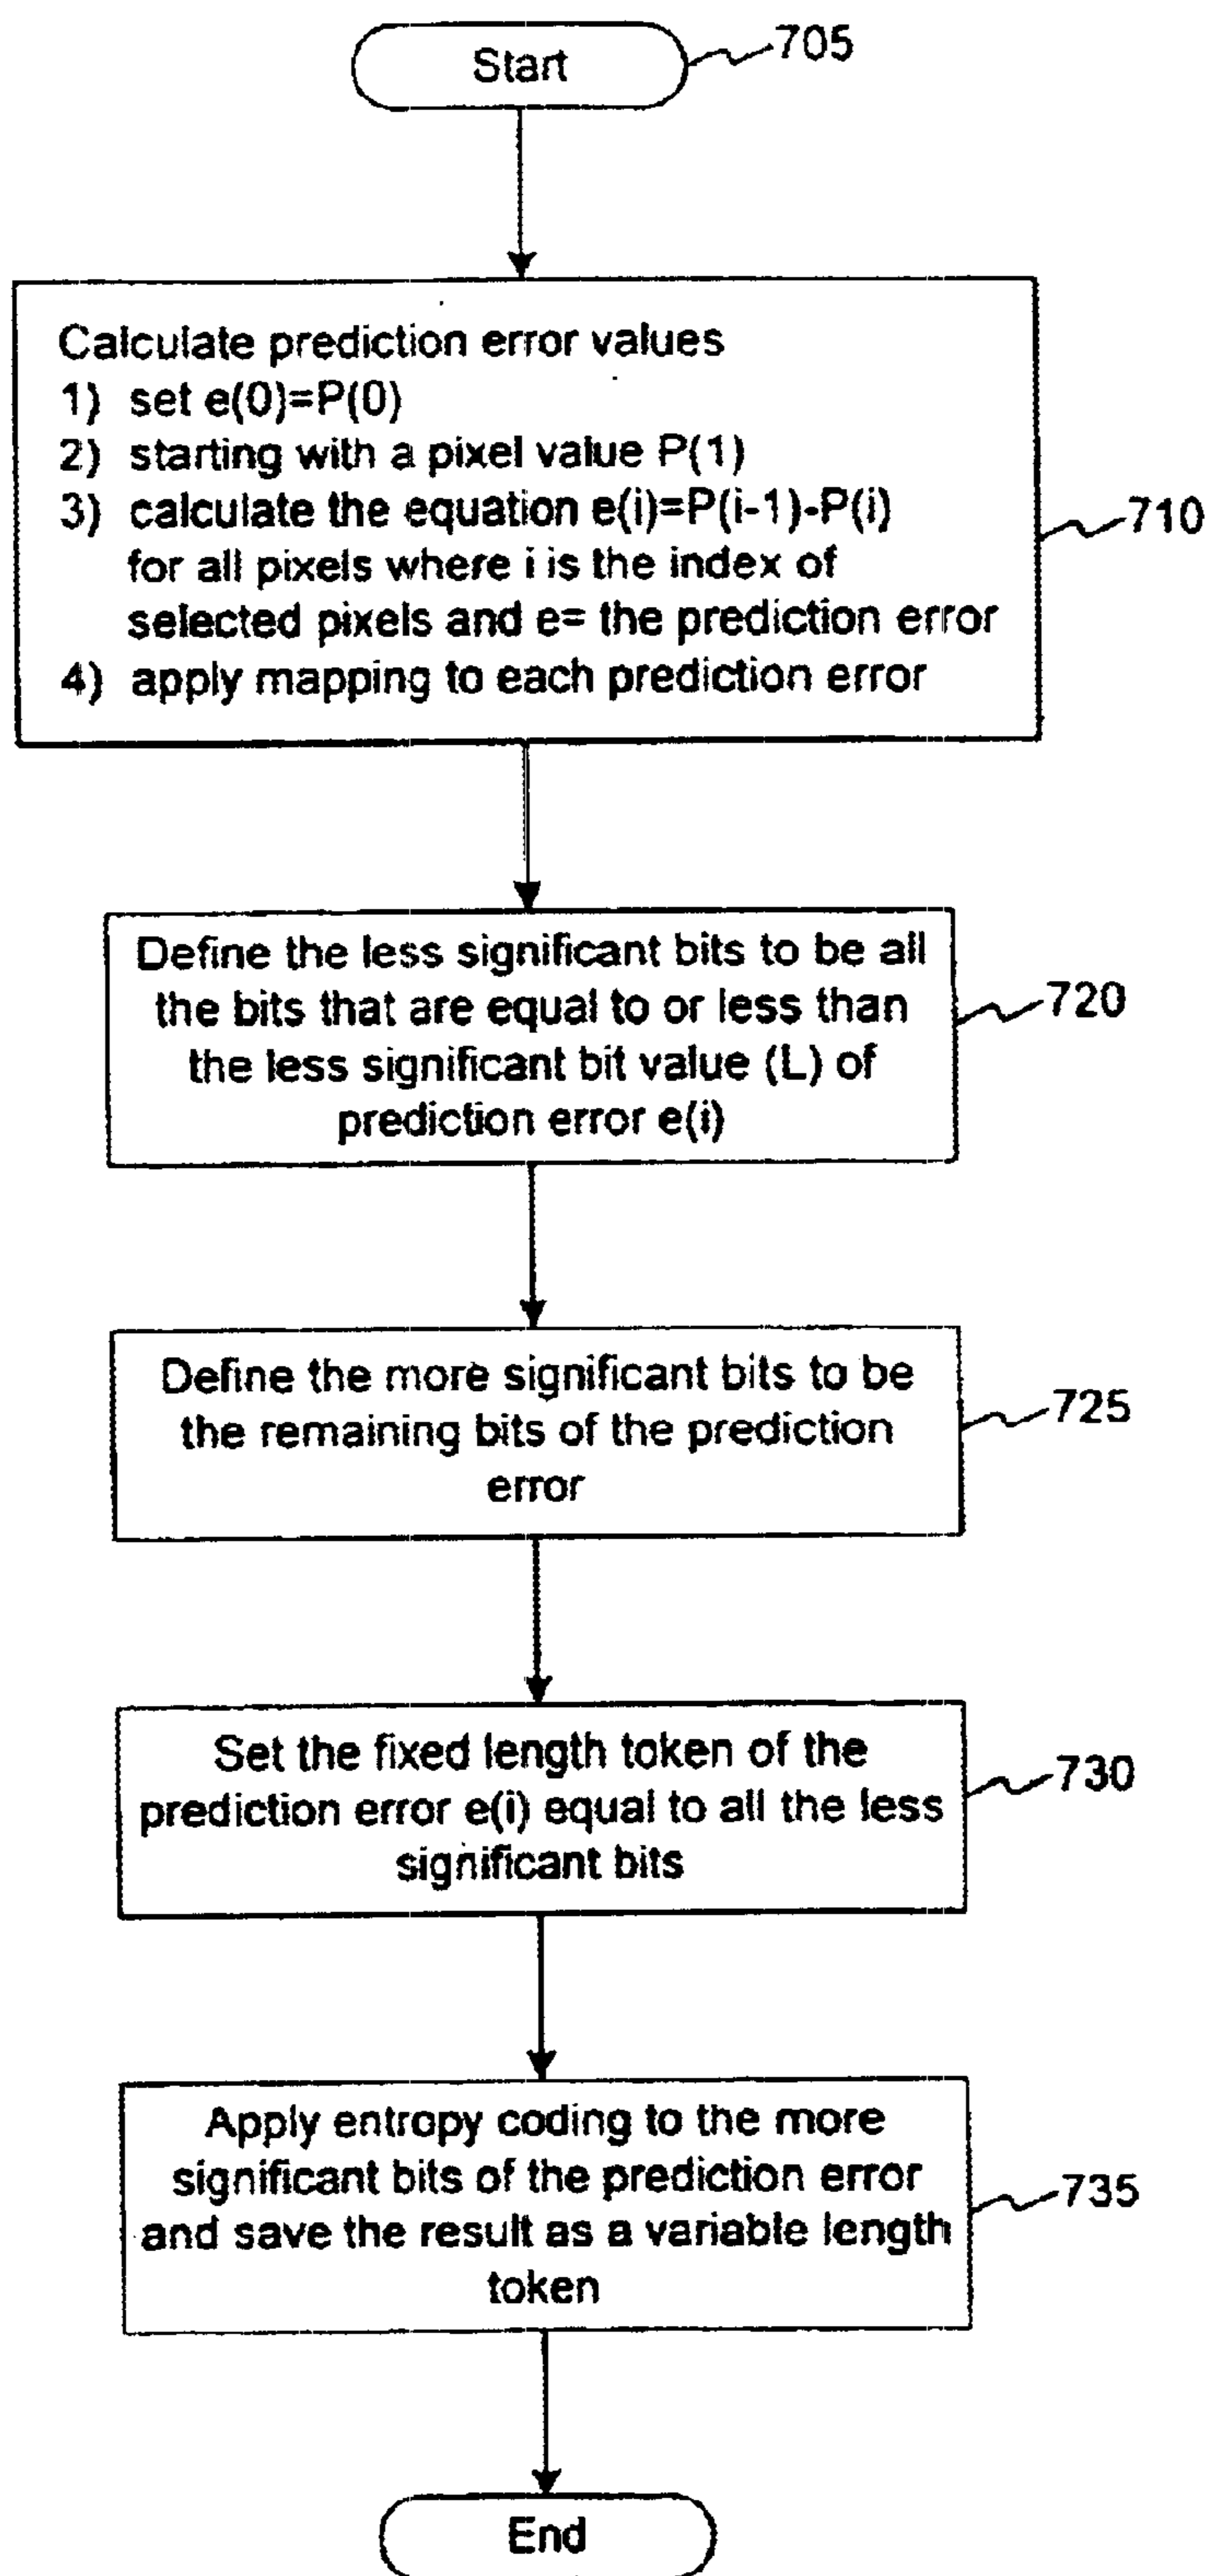 Start
705
Calculate prediction error values
1) set e(0)=P(0)
2) starting with a pixel value P(1)
3) calculate the equation e(i)=P(i-1)-P(i)
for all pixels where i is the index of
selected pixels and e= the prediction error
4) apply mapping to each prediction error
710
Define the less significant bits to be all
the bits that are equal to or less than
the less significant bit value (L) of
prediction error e(i)
720
Define the more significant bits to be
the remaining bits of the prediction
error
725
Set the fixed length token of the
prediction error e(i) equal to all the less
significant bits
730
Apply entropy coding to the more
significant bits of the prediction error
and save the result as a variable length
token
735
End